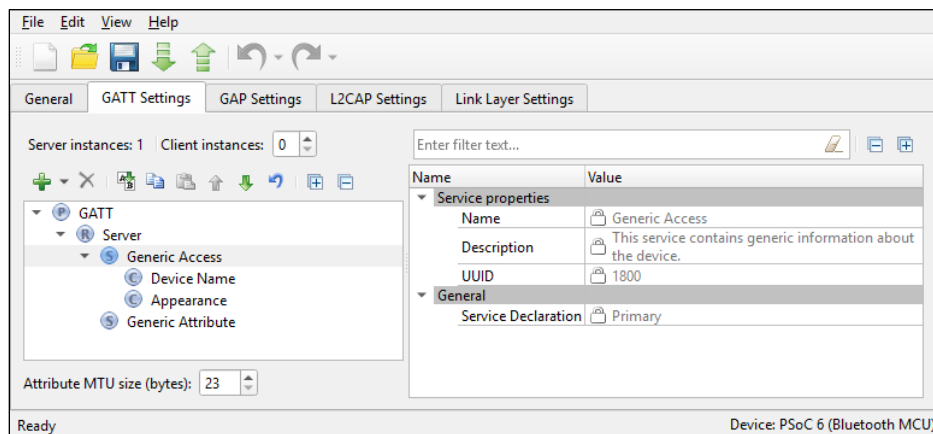 File Edit View Help
General GATT Settings GAP Settings L2CAP Settings Link Layer Settings
Server instances: 1 Client instances: 0
Enter filter text...
Name Value
GATT
Server
Generic Access
Device Name
Appearance
Generic Attribute
Service properties
Name Generic Access
Description This service contains generic information about
the device.
UUID 1800
General
Service Declaration Primary
Attribute MTU size (bytes): 23
Ready Device: PSoC 6 (Bluetooth MCU)